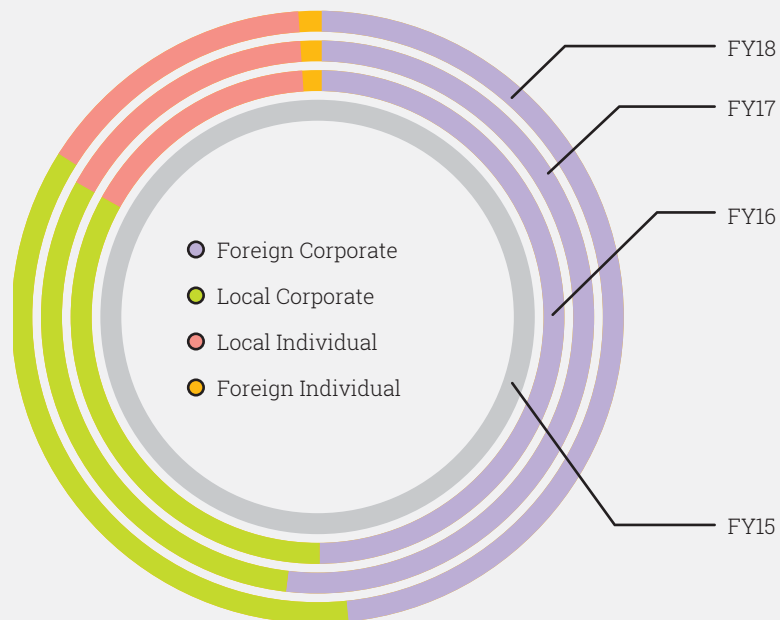 FY18
FY17
FY16
Foreign Corporate
Local Corporate
Local Individual
Foreign Individual
FY15